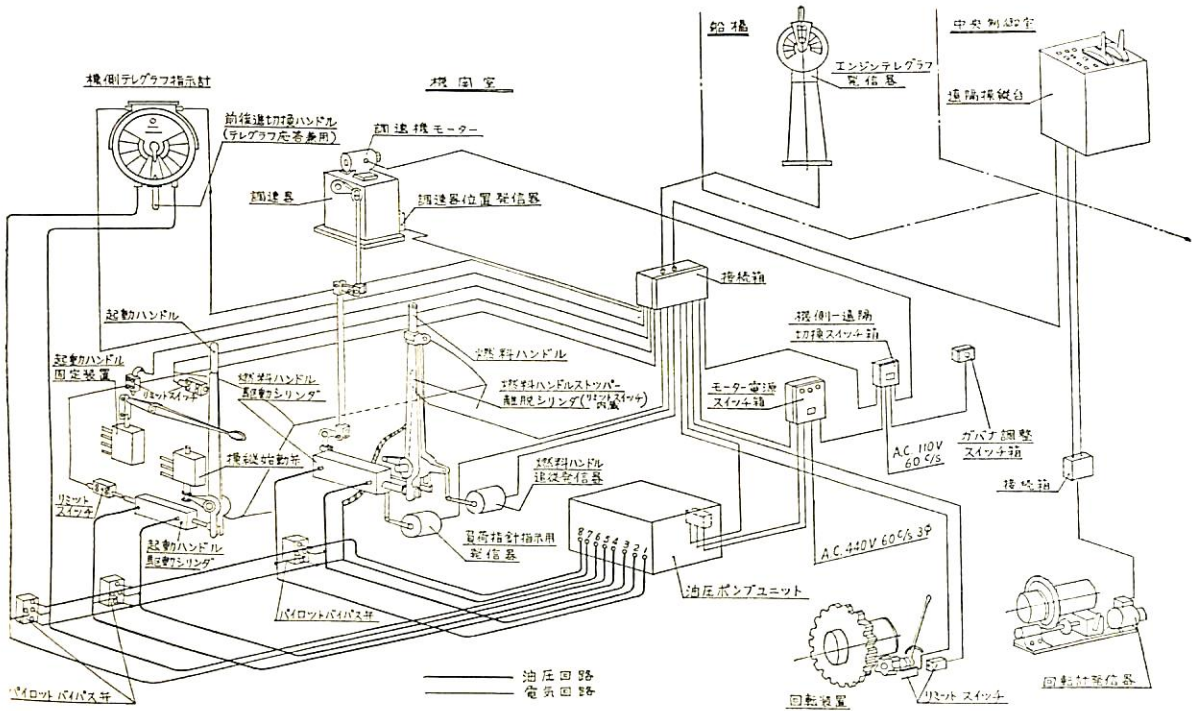 船橋
中央制御室
エンジンテレグラフ
発信器
遠隔操縦台
機側テレグラフ指示計
機関室
前後進切換ハンドル
(テレグラフ応答兼用)
調速機モーター
調速器
調速器位置発信器
接続箱
起動ハンドル
燃料ハンドル
機側-遠隔
切換スイッチ箱
起動ハンドル
固定装置
リミットスイッチ
燃料ハンドル
駆動シリンダ
燃料ハンドルストッパー
離脱シリンダ(リミットスイッチ内蔵)
モーター電源
スイッチ箱
A.C. 110V
60 c/s
ガバナ調整
スイッチ箱
操縦始動弁
リミット
スイッチ
燃料ハンドル
追従発信器
接続箱
起動ハンドル
駆動シリンダ
負荷指針指示用
発信器
8 7 6 5 4 3 2 1
A.C. 440V 60 c/s 3φ
油圧ポンプユニット
パイロットバイパス弁
パイロットバイパス弁
油圧回路
電気回路
回転装置
リミットスイッチ
回転計発信器